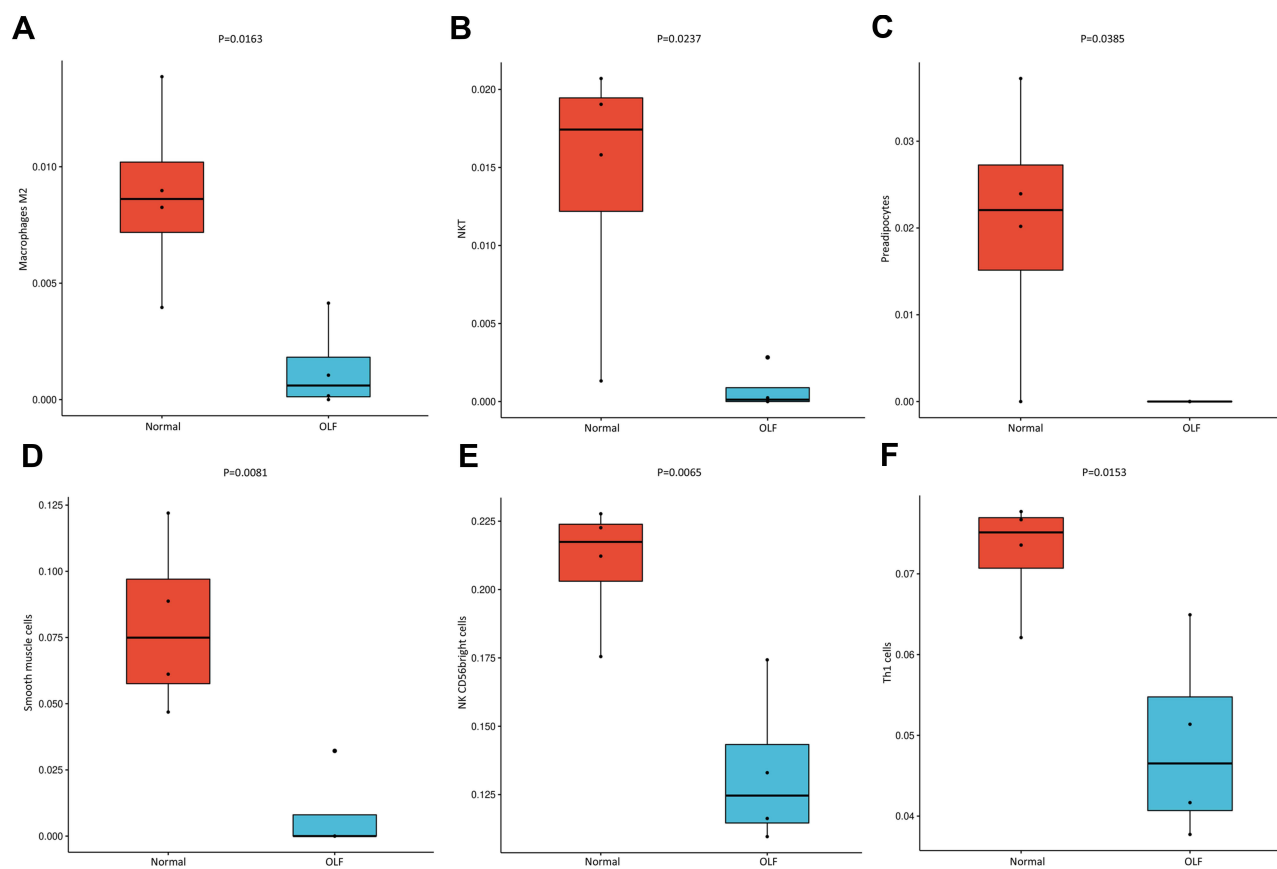 A
P=0.0163
Macrophages M2
0.010
0.005
0.000
Normal OLF
B
P=0.0237
NKT
0.020
0.015
0.010
0.005
0.000
Normal OLF
C
P=0.0385
Preadipocytes
0.03
0.02
0.01
0.00
Normal OLF
D
P=0.0081
Smooth muscle cells
0.125
0.100
0.075
0.050
0.025
0.000
Normal OLF
E
P=0.0065
NK CD56bright cells
0.225
0.200
0.175
0.150
0.125
Normal OLF
F
P=0.0153
Th1 cells
0.07
0.06
0.05
0.04
Normal OLF